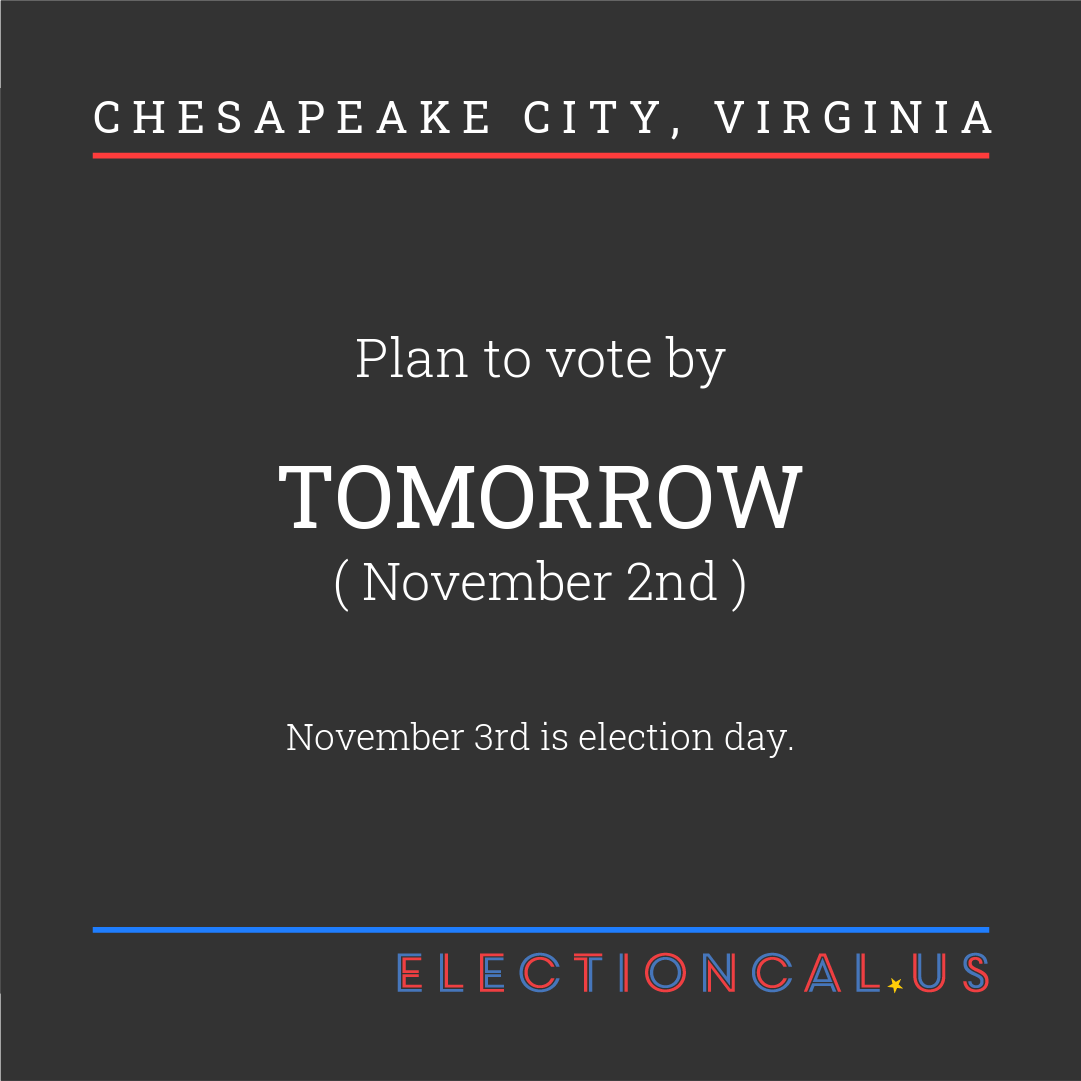 CHESAPEAKE CITY, VIRGINIA
Plan to vote by
TOMORROW
( November 2nd )
November 3rd is election day.
ELECTIONCAL.US